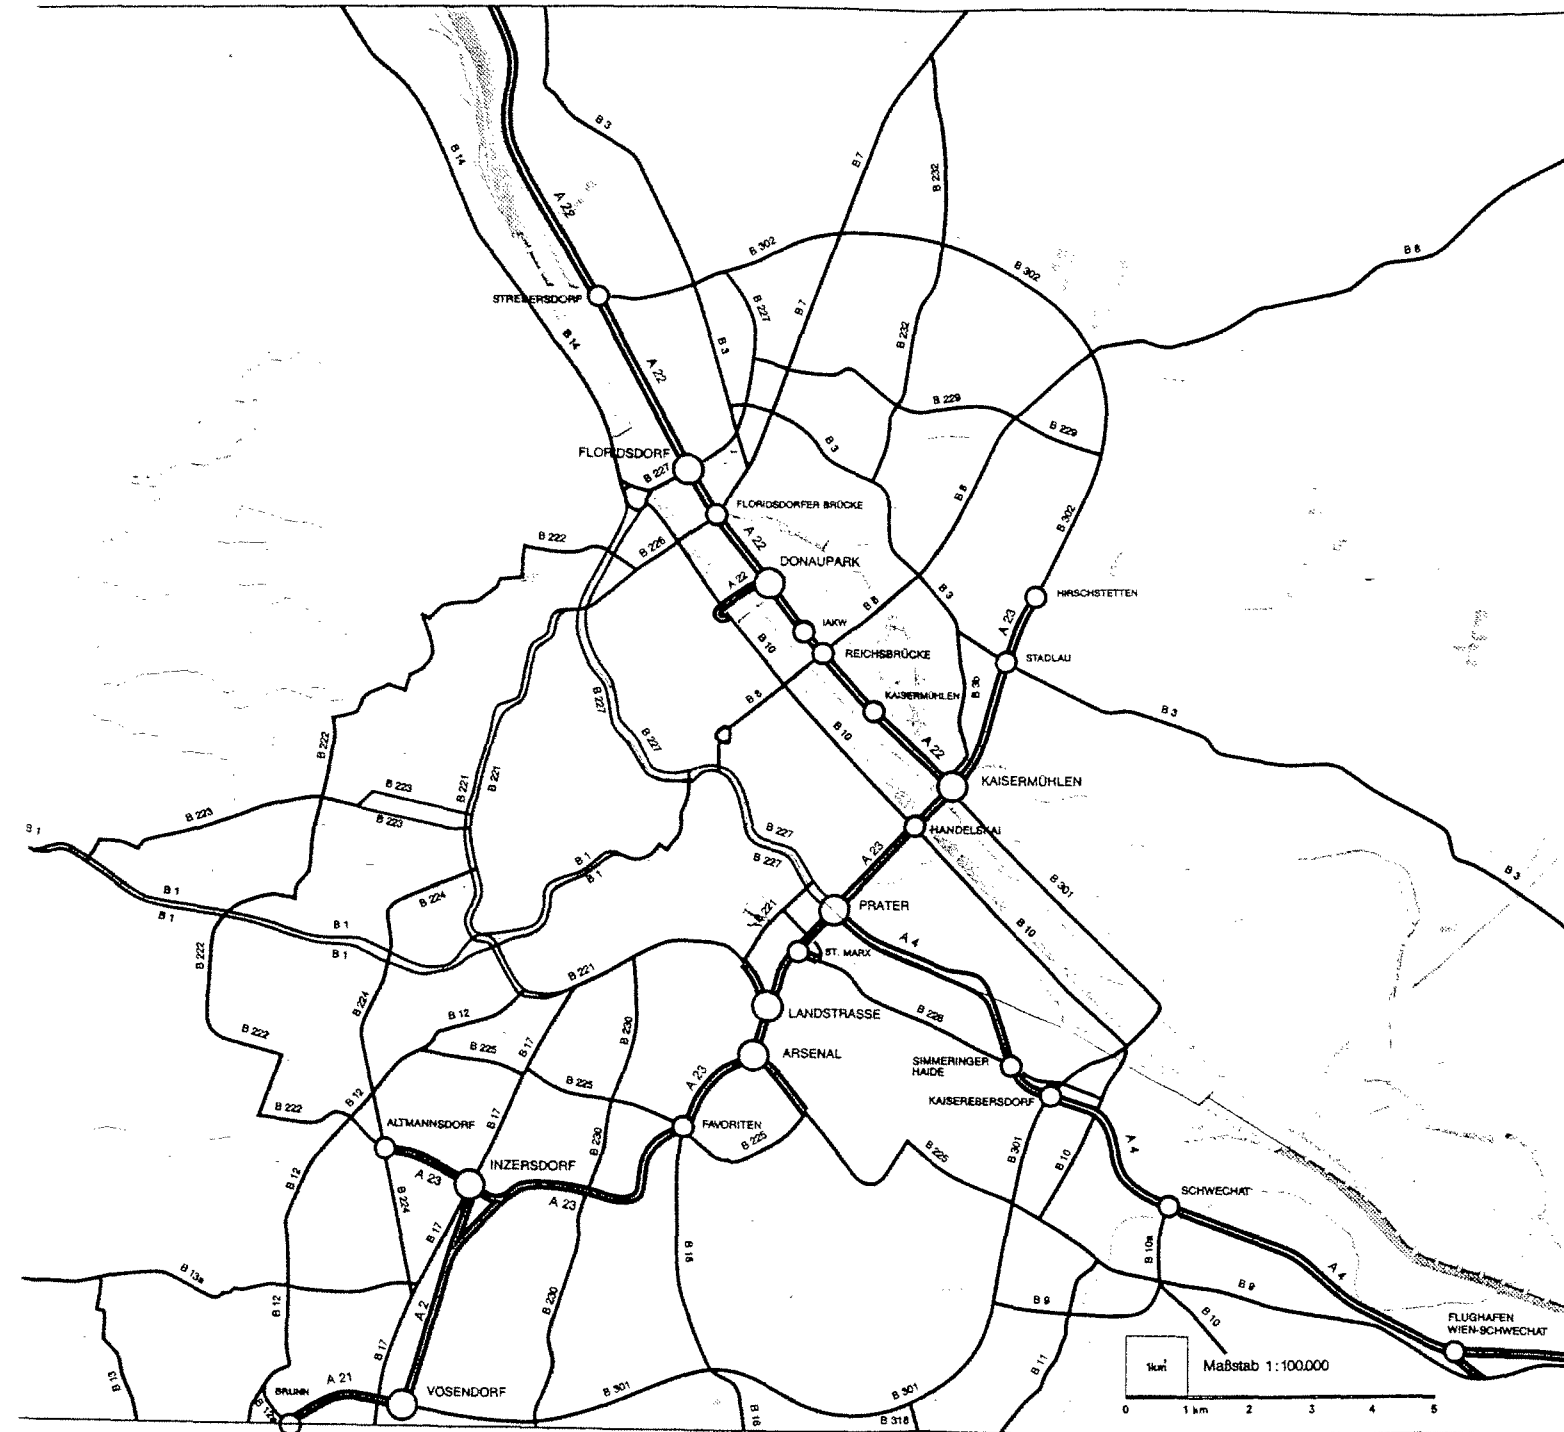 B 3
B 14
B 7
B 232
A 22
B 302
B 8
B 302
STREBERSDORF
B 227
B 7
B 14
B 3
B 232
A 22
B 229
B 229
B 3
FLORIDSDORF
B 227
B 8
FLORIDSDORFER BRÜCKE
B 302
B 222
B 226
A 22
DONAUPARK
A 22
B 3
HIRSCHSTETTEN
B 8
A 23
IAKW
B 10
REICHSBRÜCKE
STADLAU
B 3b
B 227
B 8
KAISERMÜHLEN
B 3
B 222
B 227
B 10
A 22
B 221
B 221
B 223
KAISERMÜHLEN
B 223
B 223
B 1
B 227
HANDELSKAI
B 227
A 23
B 1
B 1
B 3
B 1
B 1
B 224
B 301
B 221
PRATER
B 1
B 1
B 10
A 4
B 222
ST. MARX
B 221
B 224
B 12
LANDSTRASSE
B 228
B 222
B 230
B 17
B 225
ARSENAL
SIMMERINGER
HAIDE
B 225
A 23
B 12
KAISEREBERSDORF
B 222
ALTMANNSDORF
B 17
FAVORITEN
B 230
B 225
B 225
B 301
A 4
B 10
INZERSDORF
B 12
A 23
A 23
SCHWECHAT
B 224
B 17
B 16
B 10a
A 4
B 13a
B 12
A 2
B 230
B 9
B 9
B 10
FLUGHAFEN
WIEN-SCHWECHAT
B 17
B 11
1km²
Maßstab 1:100.000
B 13
A 21
BRUNN
VÖSENDORF
B 301
B 301
B 12a
B 16
B 318
0 1 km 2 3 4 5